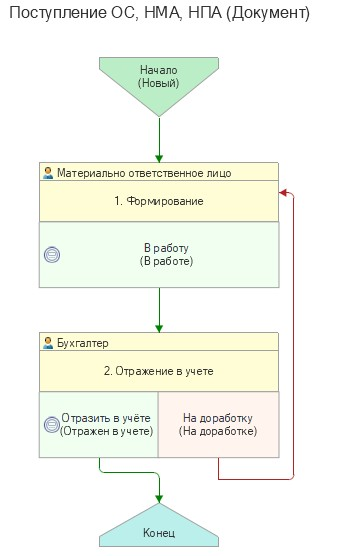 Поступление ОС, НМА, НПА (Документ)
Начало
(Новый)
Материально ответственное лицо
1. Формирование
В работу
(В работе)
Бухгалтер
2. Отражение в учете
Отразить в учёте
(Отражен в учете)
На доработку
(На доработке)
Конец